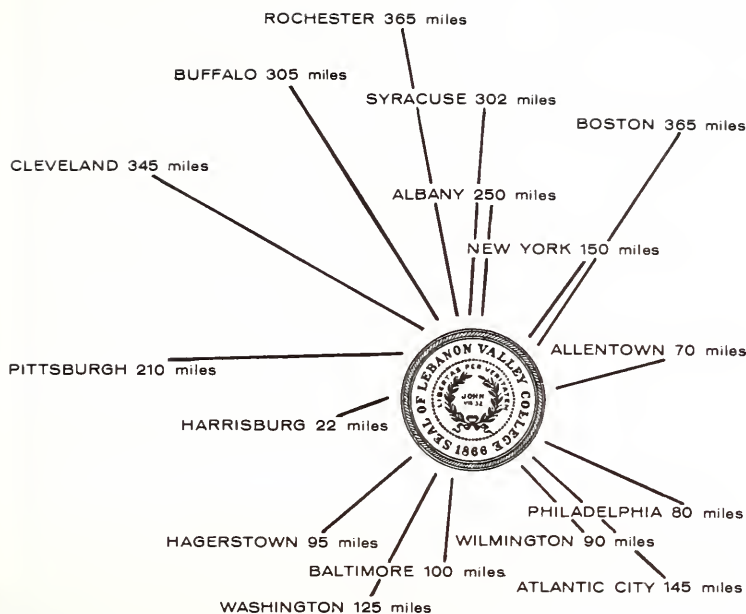 ROCHESTER 365 miles
BUFFALO 305 miles
SYRACUSE 302 miles
BOSTON 365 miles
CLEVELAND 345 miles
ALBANY 250 miles
NEW YORK 150 miles
ALLENTOWN 70 miles
PITTSBURGH 210 miles
SEAL OF LEBANON VALLEY COLLEGE
LIBERTAS PER VERITATEM
JOHN
VIII 32
1866
HARRISBURG 22 miles
PHILADELPHIA 80 miles
HAGERSTOWN 95 miles
WILMINGTON 90 miles
BALTIMORE 100 miles
ATLANTIC CITY 145 miles
WASHINGTON 125 miles